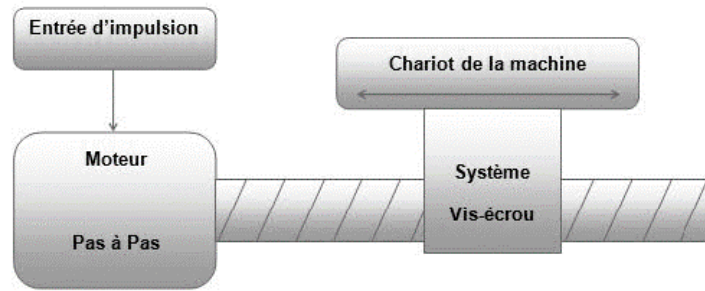 Entrée d’impulsion
Chariot de la machine
Moteur
Pas à Pas
Système
Vis-écrou